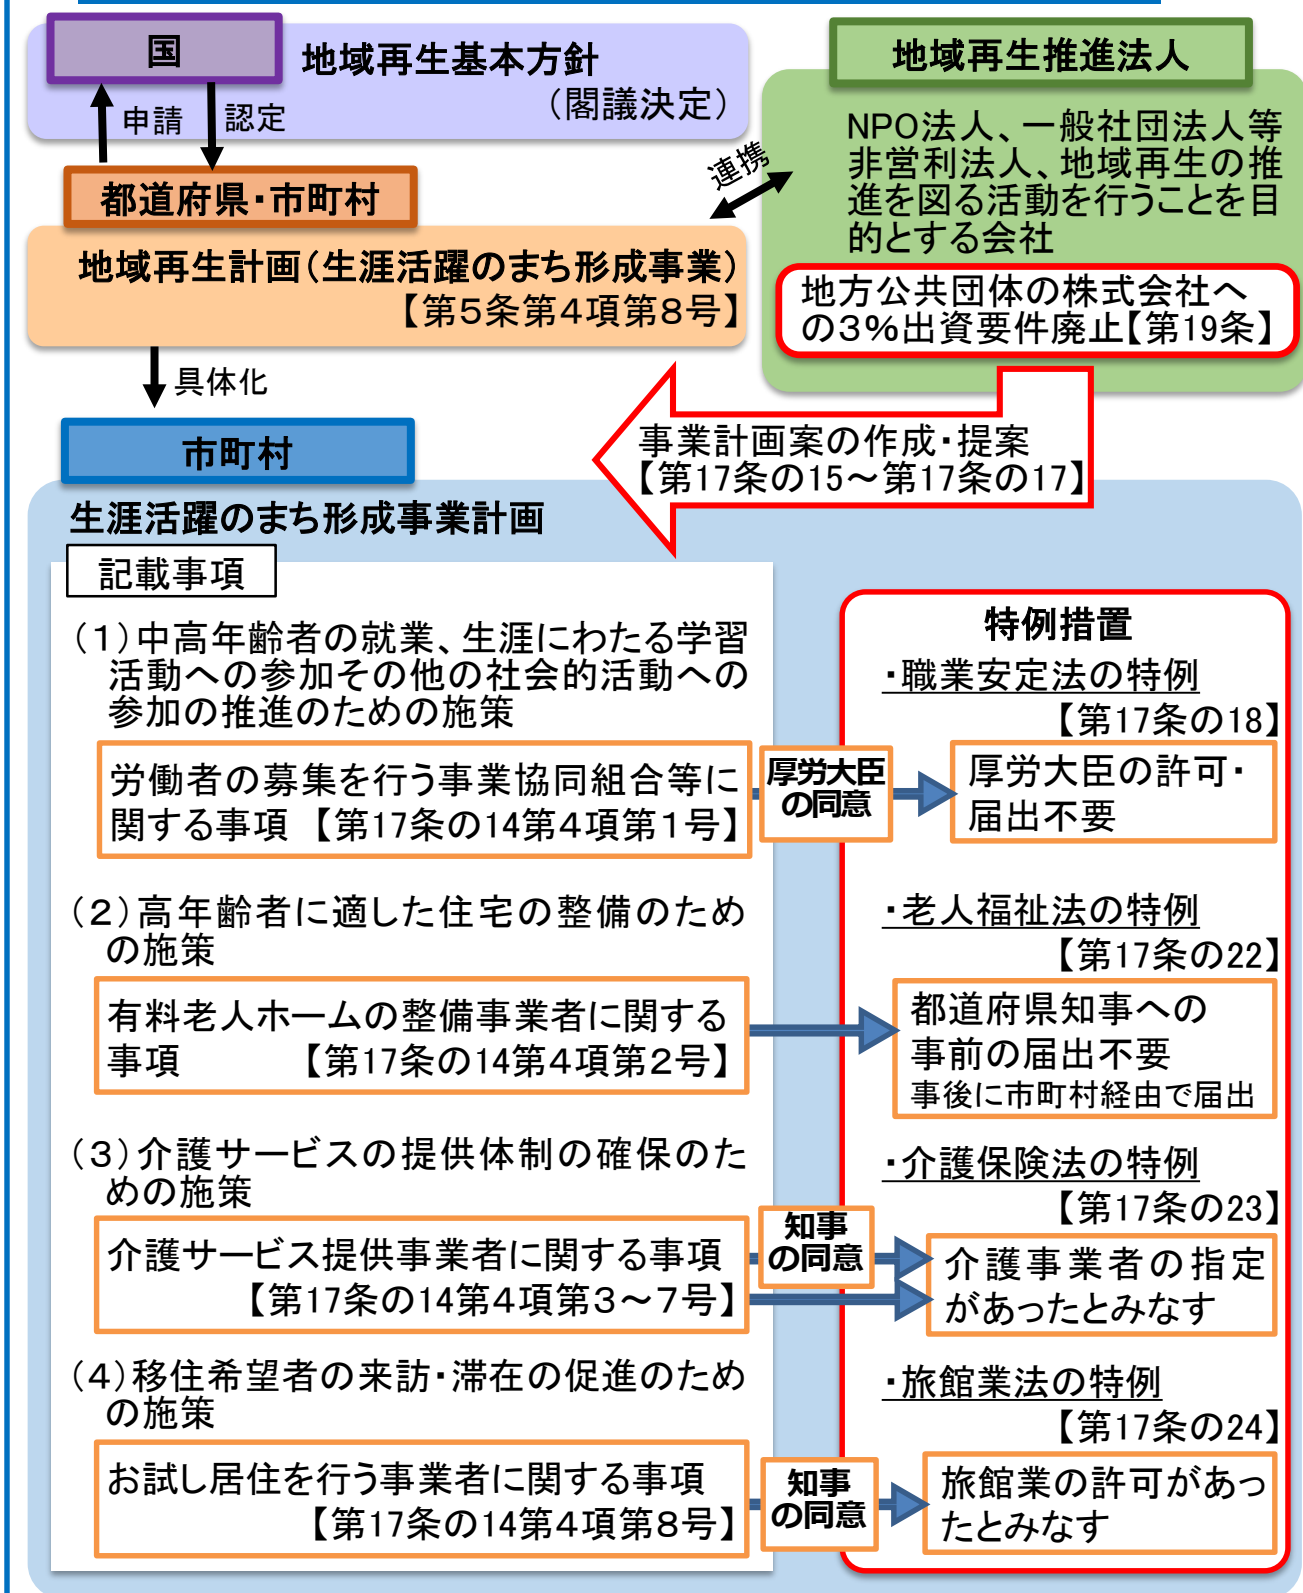 国
地域再生基本方針
（閣議決定）
申請
認定
都道府県・市町村
地域再生計画（生涯活躍のまち形成事業）
【第５条第４項第８号】
連携
地域再生推進法人
NPO法人、一般社団法人等
非営利法人、地域再生の推
進を図る活動を行うことを目
的とする会社
地方公共団体の株式会社へ
の３％出資要件廃止【第19条】
具体化
事業計画案の作成・提案
【第17条の15～第17条の17】
市町村
生涯活躍のまち形成事業計画
記載事項
（１）中高年齢者の就業、生涯にわたる学習
活動への参加その他の社会的活動への
参加の推進のための施策
労働者の募集を行う事業協同組合等に
関する事項 【第17条の14第４項第１号】
厚労大臣
の同意
特例措置
・職業安定法の特例
【第17条の18】
厚労大臣の許可・
届出不要
（２）高年齢者に適した住宅の整備のため
の施策
有料老人ホームの整備事業者に関する
事項 【第17条の14第４項第２号】
・老人福祉法の特例
【第17条の22】
都道府県知事への
事前の届出不要
事後に市町村経由で届出
（３）介護サービスの提供体制の確保のた
めの施策
介護サービス提供事業者に関する事項
【第17条の14第４項第３～７号】
知事
の同意
・介護保険法の特例
【第17条の23】
介護事業者の指定
があったとみなす
（４）移住希望者の来訪・滞在の促進のため
の施策
お試し居住を行う事業者に関する事項
【第17条の14第４項第８号】
知事
の同意
・旅館業法の特例
【第17条の24】
旅館業の許可があっ
たとみなす